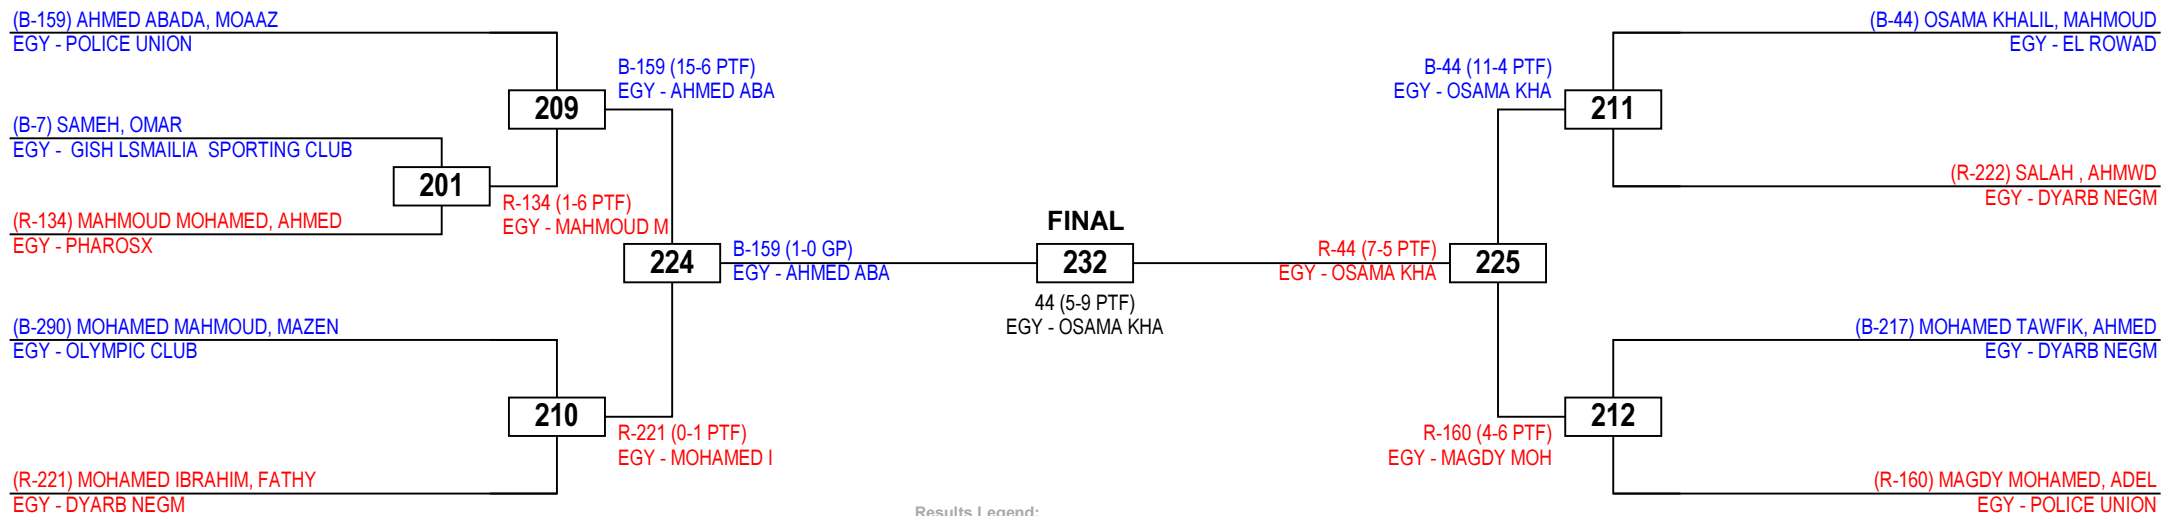 (B-159) AHMED ABADA, MOAAZ
EGY - POLICE UNION
B-159 (15-6 PTF)
EGY - AHMED ABA
209
(B-7) SAMEH, OMAR
EGY - GISH LSMAILIA SPORTING CLUB
201
R-134 (1-6 PTF)
EGY - MAHMOUD M
(R-134) MAHMOUD MOHAMED, AHMED
EGY - PHAROSX
224
B-159 (1-0 GP)
EGY - AHMED ABA
(B-290) MOHAMED MAHMOUD, MAZEN
EGY - OLYMPIC CLUB
210
R-221 (0-1 PTF)
EGY - MOHAMED I
(R-221) MOHAMED IBRAHIM, FATHY
EGY - DYARB NEGM
FINAL
232
44 (5-9 PTF)
EGY - OSAMA KHA
Results Legend:
(B-44) OSAMA KHALIL, MAHMOUD
EGY - EL ROWAD
B-44 (11-4 PTF)
EGY - OSAMA KHA
211
(R-222) SALAH , AHMWD
EGY - DYARB NEGM
R-44 (7-5 PTF)
EGY - OSAMA KHA
225
(B-217) MOHAMED TAWFIK, AHMED
EGY - DYARB NEGM
212
R-160 (4-6 PTF)
EGY - MAGDY MOH
(R-160) MAGDY MOHAMED, ADEL
EGY - POLICE UNION